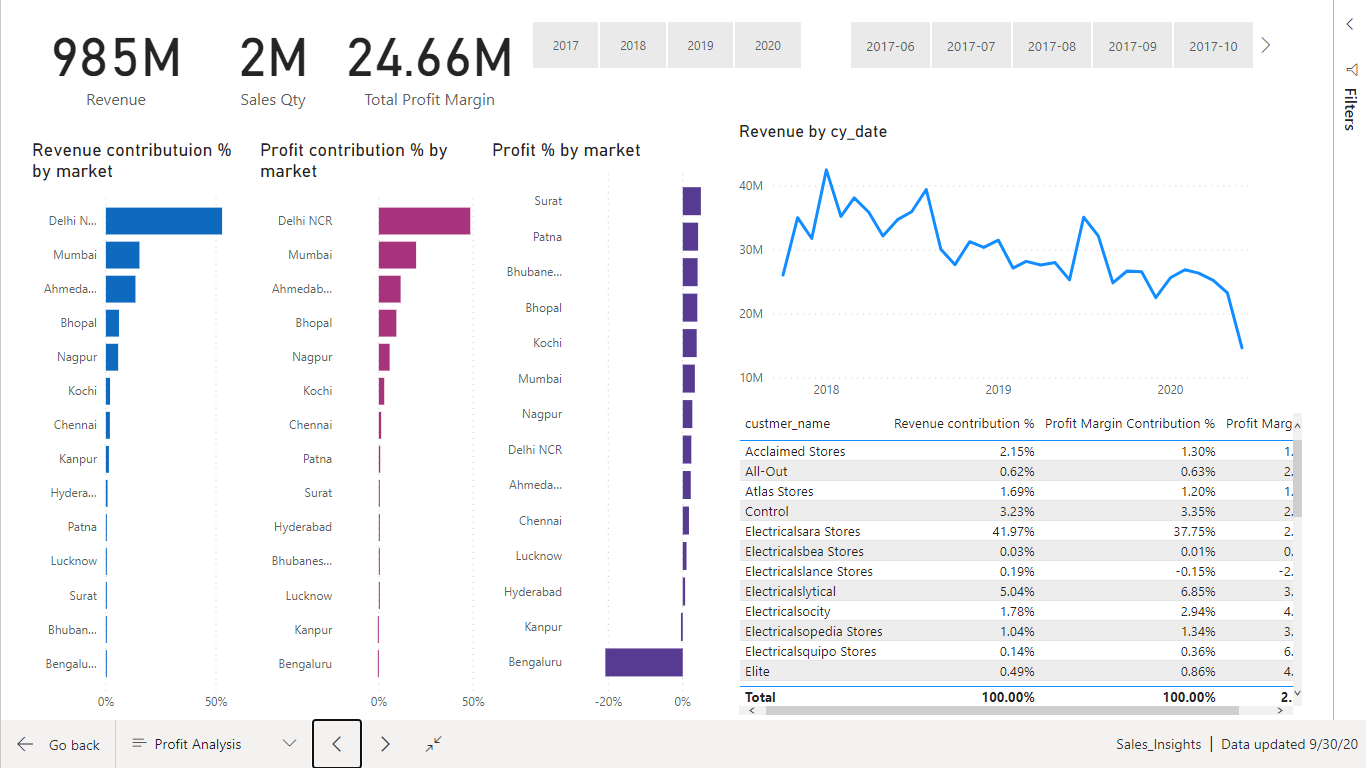 985M
Revenue
2M
Sales Qty
24.66M
Total Profit Margin
2017
2018
2019
2020
2017-06
2017-07
2017-08
2017-09
2017-10
Filters
Revenue contributuion %
by market
Delhi N...
Mumbai
Ahmeda...
Bhopal
Nagpur
Kochi
Chennai
Kanpur
Hydera...
Patna
Lucknow
Surat
Bhuban...
Bengalu...
0%
50%
Profit contribution % by
market
Delhi NCR
Mumbai
Ahmedab...
Bhopal
Nagpur
Kochi
Chennai
Patna
Surat
Hyderabad
Bhubanes...
Lucknow
Kanpur
Bengaluru
0%
50%
Profit % by market
Surat
Patna
Bhubane...
Bhopal
Kochi
Mumbai
Nagpur
Delhi NCR
Ahmeda...
Chennai
Lucknow
Hyderabad
Kanpur
Bengaluru
-20%
0%
Revenue by cy_date
40M
30M
20M
10M
2018
2019
2020
custmer_name Revenue contribution % Profit Margin Contribution % Profit Marg
Acclaimed Stores 2.15% 1.30% 1.
All-Out 0.62% 0.63% 2.
Atlas Stores 1.69% 1.20% 1.
Control 3.23% 3.35% 2.
Electricalsara Stores 41.97% 37.75% 2.
Electricalsbea Stores 0.03% 0.01% 0.
Electricalslance Stores 0.19% -0.15% -2.
Electricalslytical 5.04% 6.85% 3.
Electricalsocity 1.78% 2.94% 4.
Electricalsopedia Stores 1.04% 1.34% 3.
Electricalsquipo Stores 0.14% 0.36% 6.
Elite 0.49% 0.86% 4.
Total 100.00% 100.00% 2.
Go back
Profit Analysis
Sales_Insights | Data updated 9/30/20